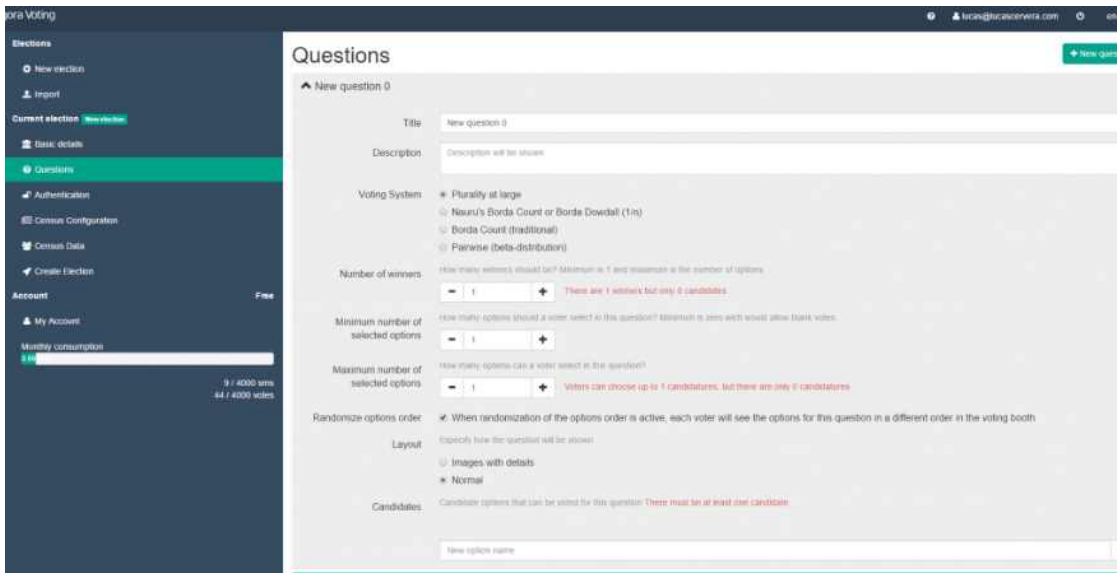 gora Voting
lucas@lucascervera.com
en
Elections
New election
Import
Current election New election
Basic details
Questions
Authentication
Census Configuration
Census Data
Create Election
Account Free
My Account
Monthly consumption
9 / 4000 sms
44 / 4000 votes
Questions
New ques
New question 0
Title New question 0
Description Description will be shown
Voting System Plurality at large
Nauru's Borda Count or Borda Dowdall (1/n)
Borda Count (traditional)
Pairwise (beta-distribution)
Number of winners How many winners should be? Minimum is 1 and maximum is the number of options
1 There are 1 winners but only 0 candidates
Minimum number of selected options How many options should a voter select in this question? Minimum is zero wich would allow blank votes.
1
Maximum number of selected options How many options can a voter select in this question?
1 Voters can choose up to 1 candidatures, but there are only 0 candidatures
Randomize options order When randomization of the options order is active, each voter will see the options for this question in a different order in the voting booth
Layout Especify how the question will be shown
Images with details
Normal
Candidates Candidate options that can be voted for this question There must be at least one candidate
New option name